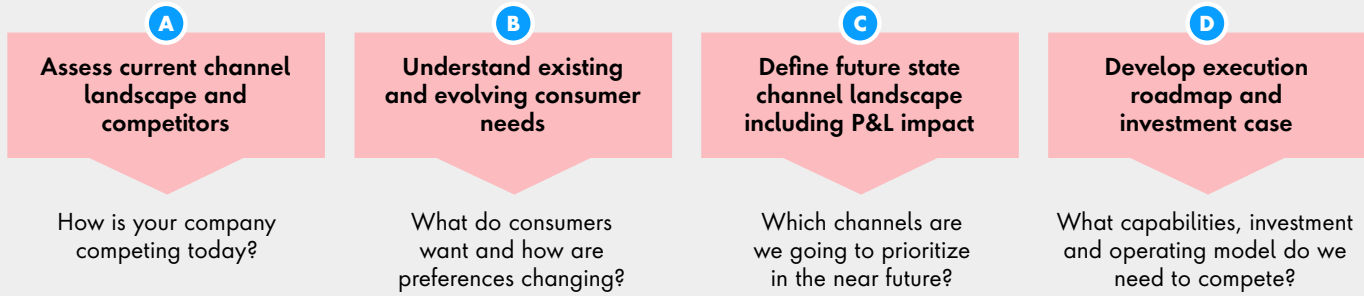 A
Assess current channel
landscape and
competitors
How is your company
competing today?
B
Understand existing
and evolving consumer
needs
What do consumers
want and how are
preferences changing?
C
Define future state
channel landscape
including P&L impact
Which channels are
we going to prioritize
in the near future?
D
Develop execution
roadmap and
investment case
What capabilities, investment
and operating model do we
need to compete?